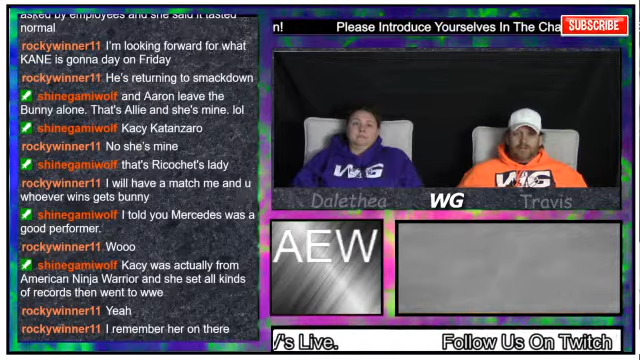 asked by employees and she said it tasted
normal
rockywinner11 I'm looking forward for what
KANE is gonna day on Friday
rockywinner11 He's returning to smackdown
shinegamiwolf and Aaron leave the
Bunny alone. That's Allie and she's mine. lol
shinegamiwolf Kacy Katanzaro
rockywinner11 No she's mine
shinegamiwolf that's Ricochet's lady
rockywinner11 I will have a match me and u
whoever wins gets bunny
shinegamiwolf I told you Mercedes was a
good performer.
rockywinner11 Wooo
shinegamiwolf Kacy was actually from
American Ninja Warrior and she set all kinds
of records then went to wwe
rockywinner11 Yeah
rockywinner11 I remember her on there
n! Please Introduce Yourselves In The Cha
SUBSCRIBE
WG
WG
Dalethea WG Travis
AEW
's Live. Follow Us On Twitch